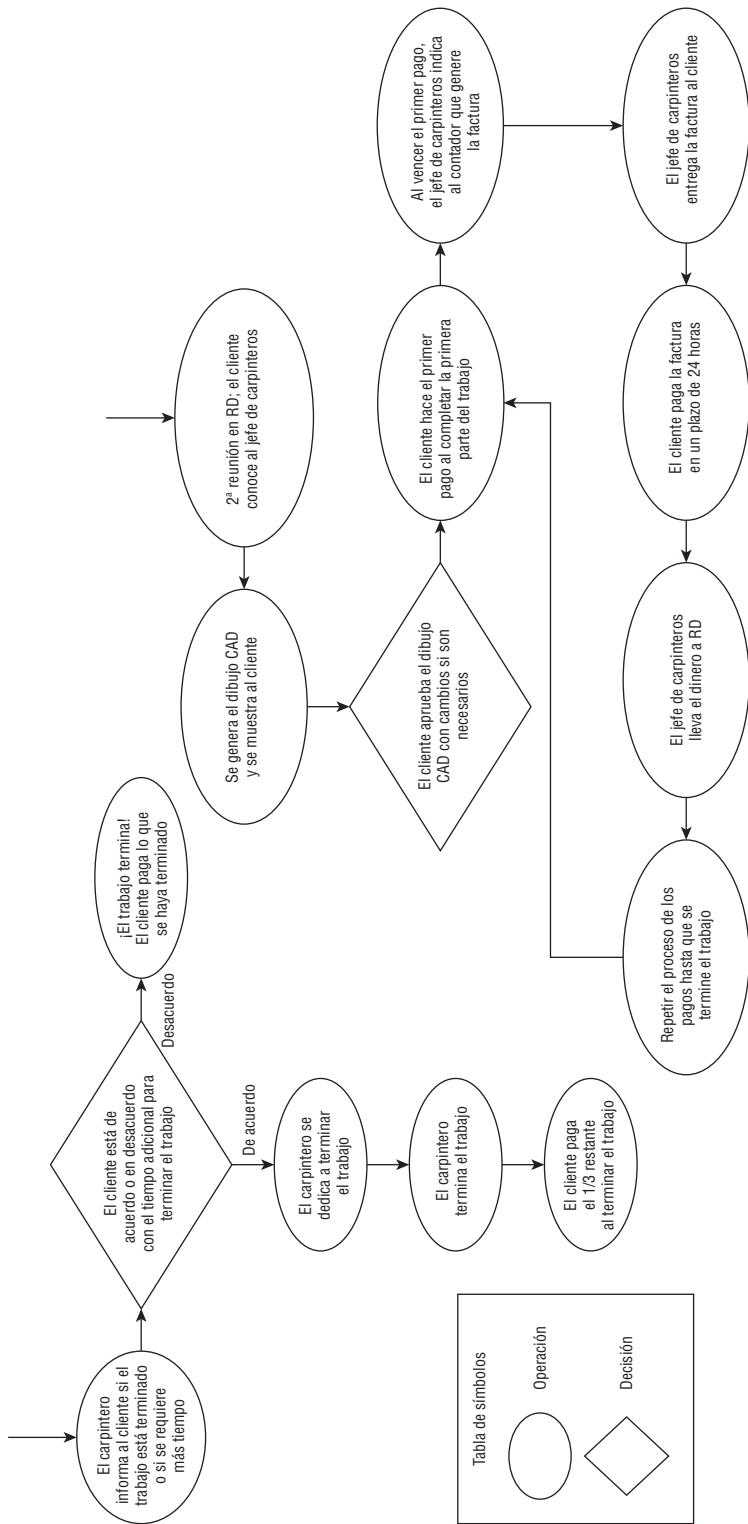 El carpintero
informa al cliente si el
trabajo está terminado
o si se requiere
más tiempo
El cliente está de
acuerdo o en desacuerdo
con el tiempo adicional para
terminar el trabajo
Desacuerdo
¡El trabajo termina!
El cliente paga lo que
se haya terminado
De acuerdo
El carpintero se
dedica a terminar
el trabajo
El carpintero
termina el trabajo
El cliente paga
el 1/3 restante
al terminar el trabajo
2ª reunión en RD; el cliente
conoce al jefe de carpinteros
Se genera el dibujo CAD
y se muestra al cliente
El cliente aprueba el dibujo
CAD con cambios si son
necesarios
El cliente hace el primer
pago al completar la primera
parte del trabajo
Al vencer el primer pago,
el jefe de carpinteros indica
al contador que genere
la factura
El jefe de carpinteros
entrega la factura al cliente
El cliente paga la factura
en un plazo de 24 horas
El jefe de carpinteros
lleva el dinero a RD
Repetir el proceso de los
pagos hasta que se
termine el trabajo
Tabla de símbolos
Operación
Decisión